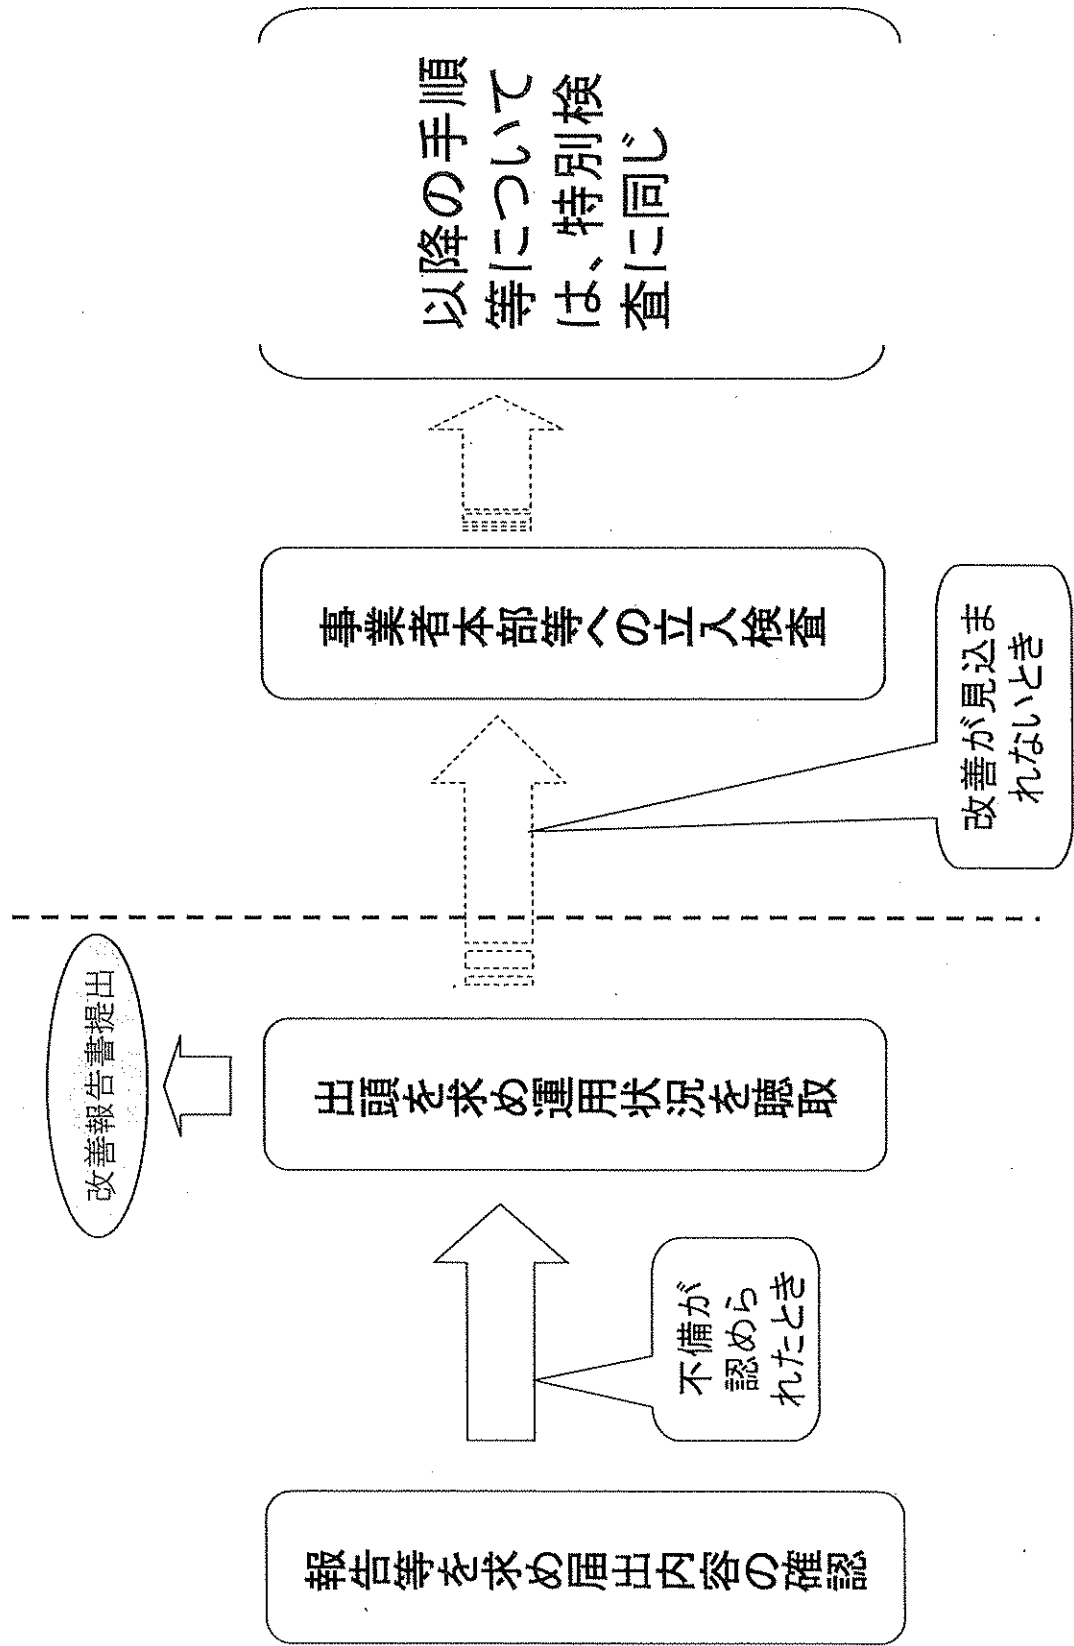 報告等を求め届出内容の確認
不備が
認めら
れたとき
出頭を求め運用状況を聴取
改善報告書提出
改善が見込ま
れないとき
事業者本部等への立入検査
以降の手順
等について
は、特別検
査に同じ